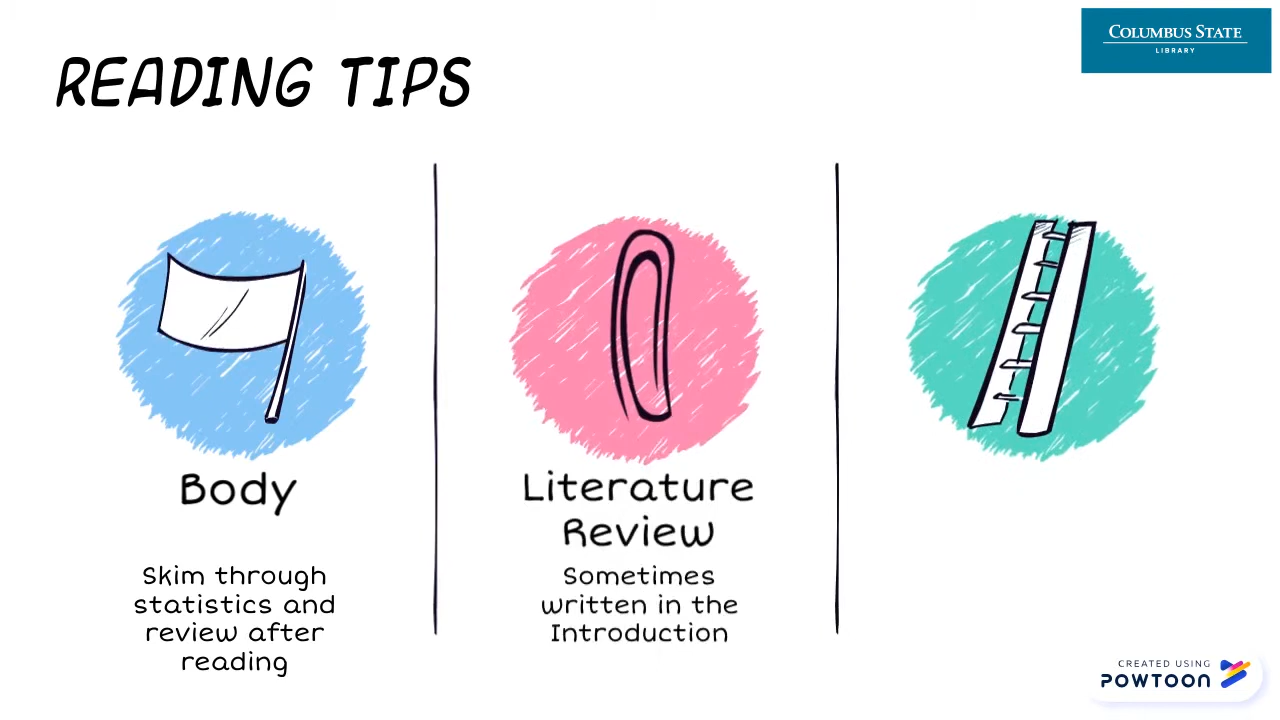 COLUMBUS STATE
LIBRARY
READING TIPS
Body
Skim through
statistics and
review after
reading
Literature
Review
Sometimes
written in the
Introduction
CREATED USING
POWTOON